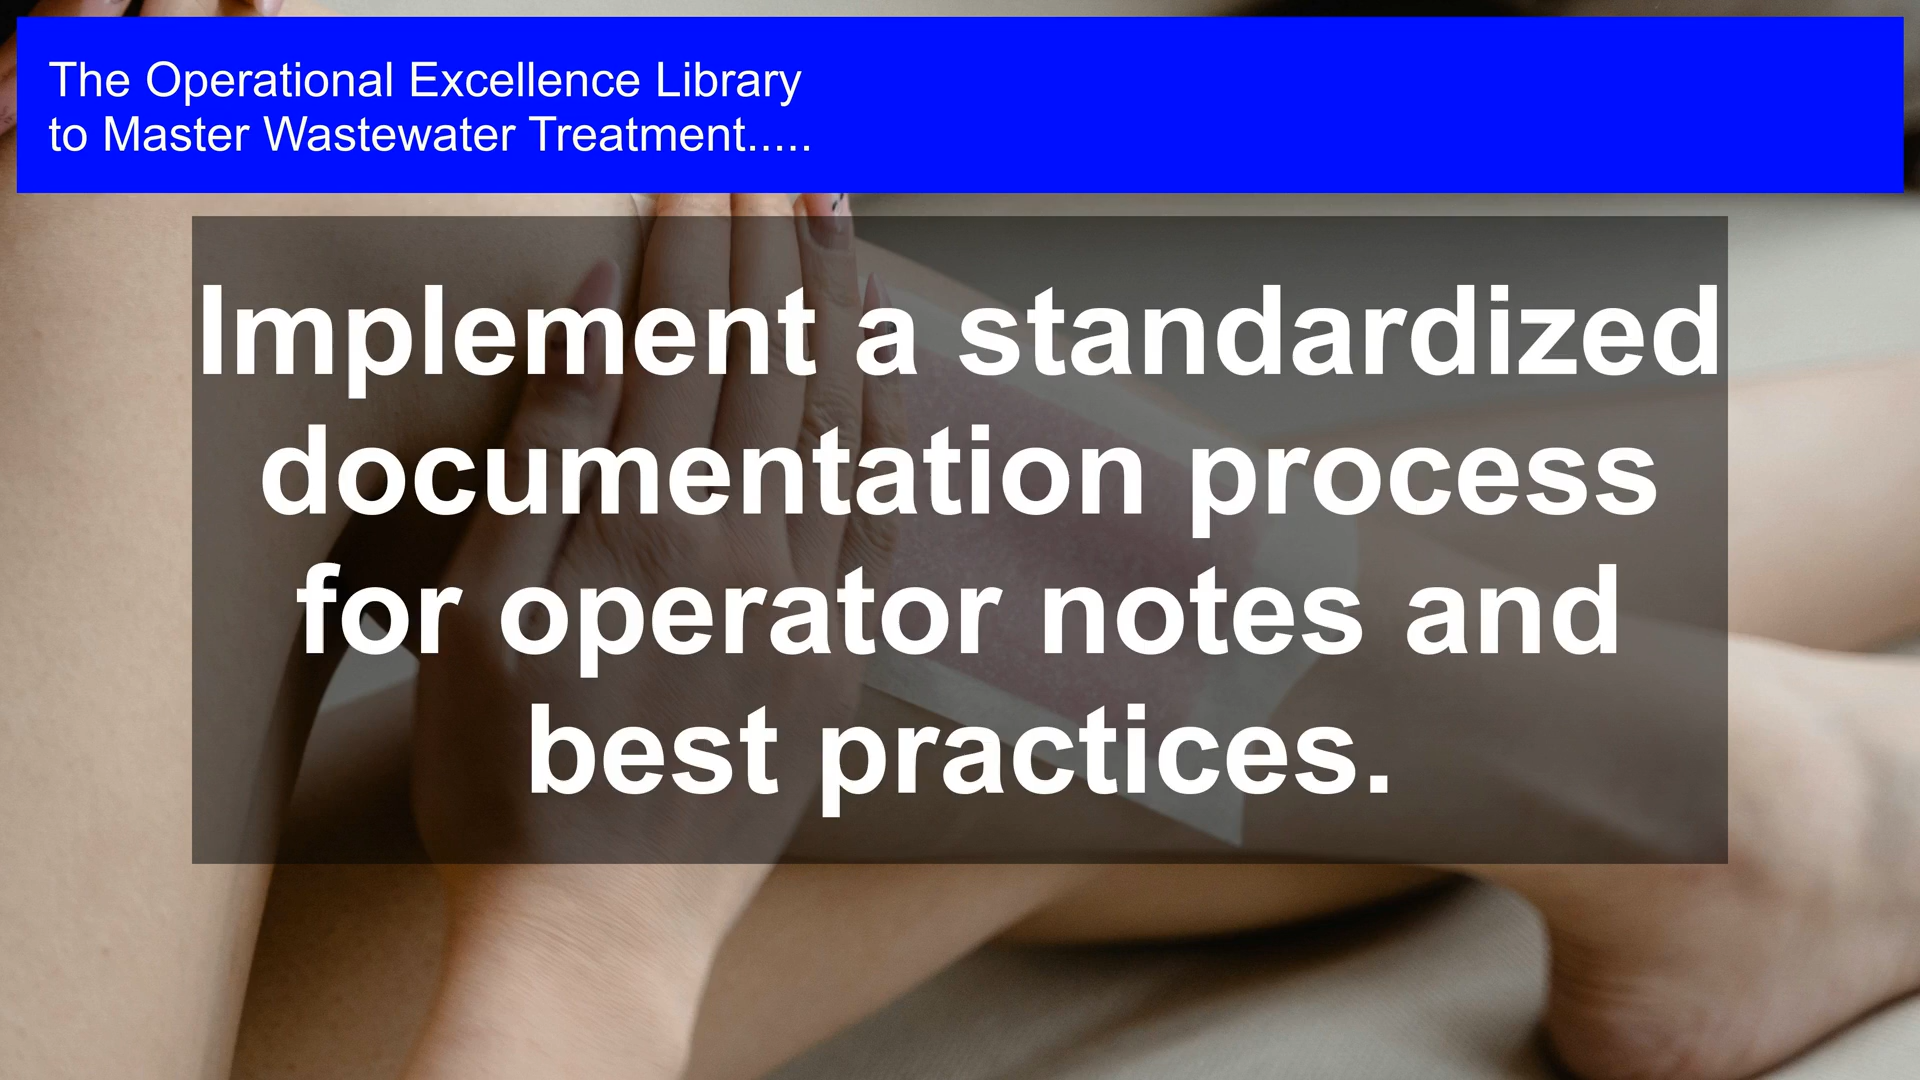 The Operational Excellence Library
to Master Wastewater Treatment.....
Implement a standardized
documentation process
for operator notes and
best practices.